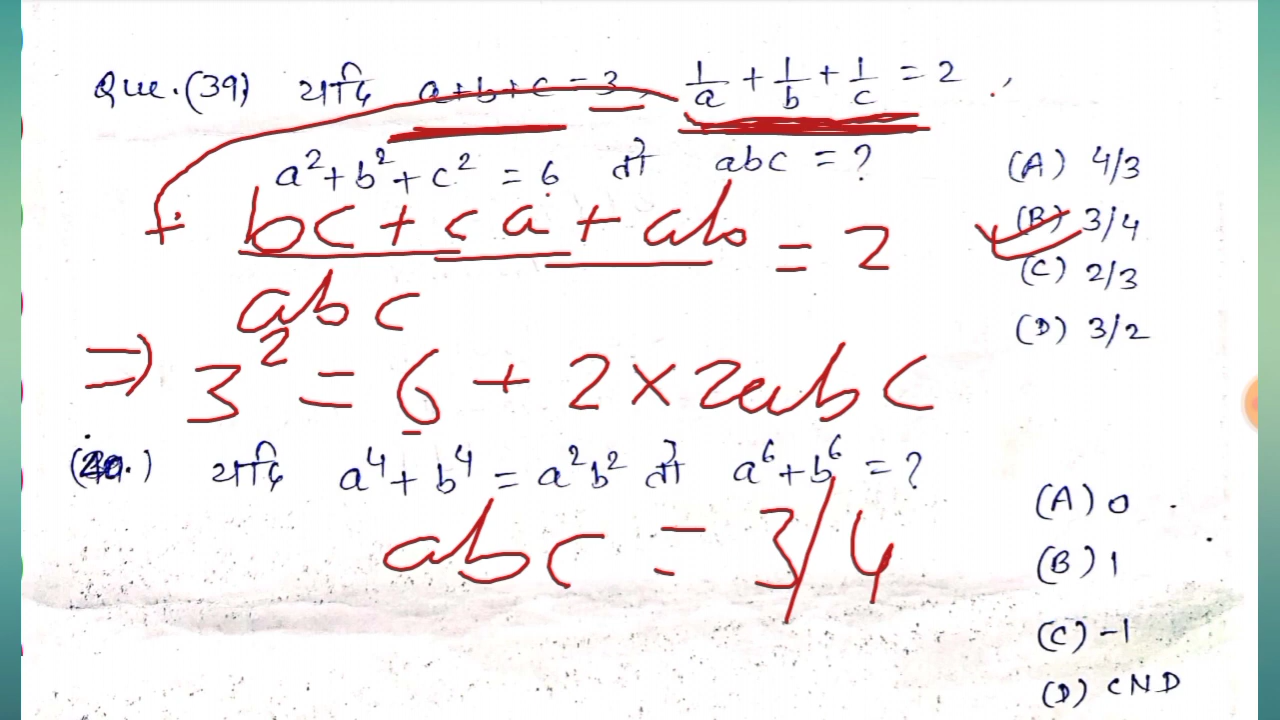 Que.(39) यदि a+b+c = 3, 1/a + 1/b + 1/c = 2,
a²+b²+c² = 6 तो abc = ?
(A) 4/3
(B) 3/4
(C) 2/3
(D) 3/2
bc + ca + ab / abc = 2
⇒ 3² = 6 + 2×2abc
abc = 3/4
(40.) यदि a⁴+b⁴ = a²b² तो a⁶+b⁶ = ?
(A) 0
(B) 1
(C) -1
(D) CND